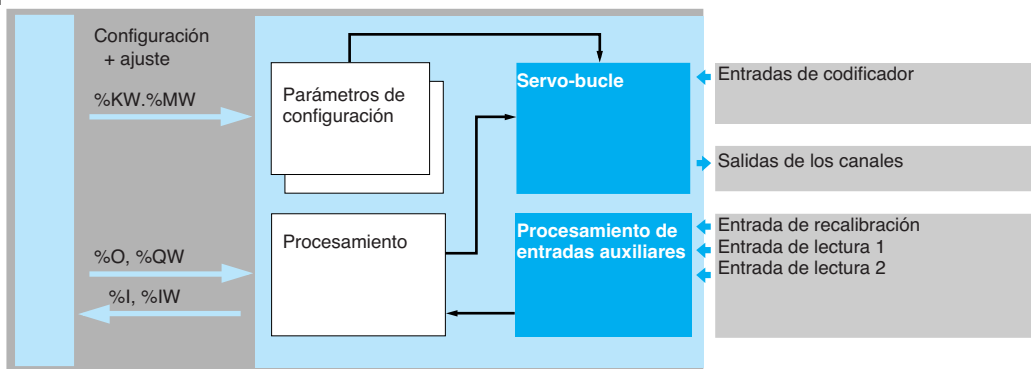 Configuración
+ ajuste
%KW.%MW
%O, %QW
%I, %IW
Parámetros de
configuración
Procesamiento
Servo-bucle
Procesamiento de
entradas auxiliares
Entradas de codificador
Salidas de los canales
Entrada de recalibración
Entrada de lectura 1
Entrada de lectura 2